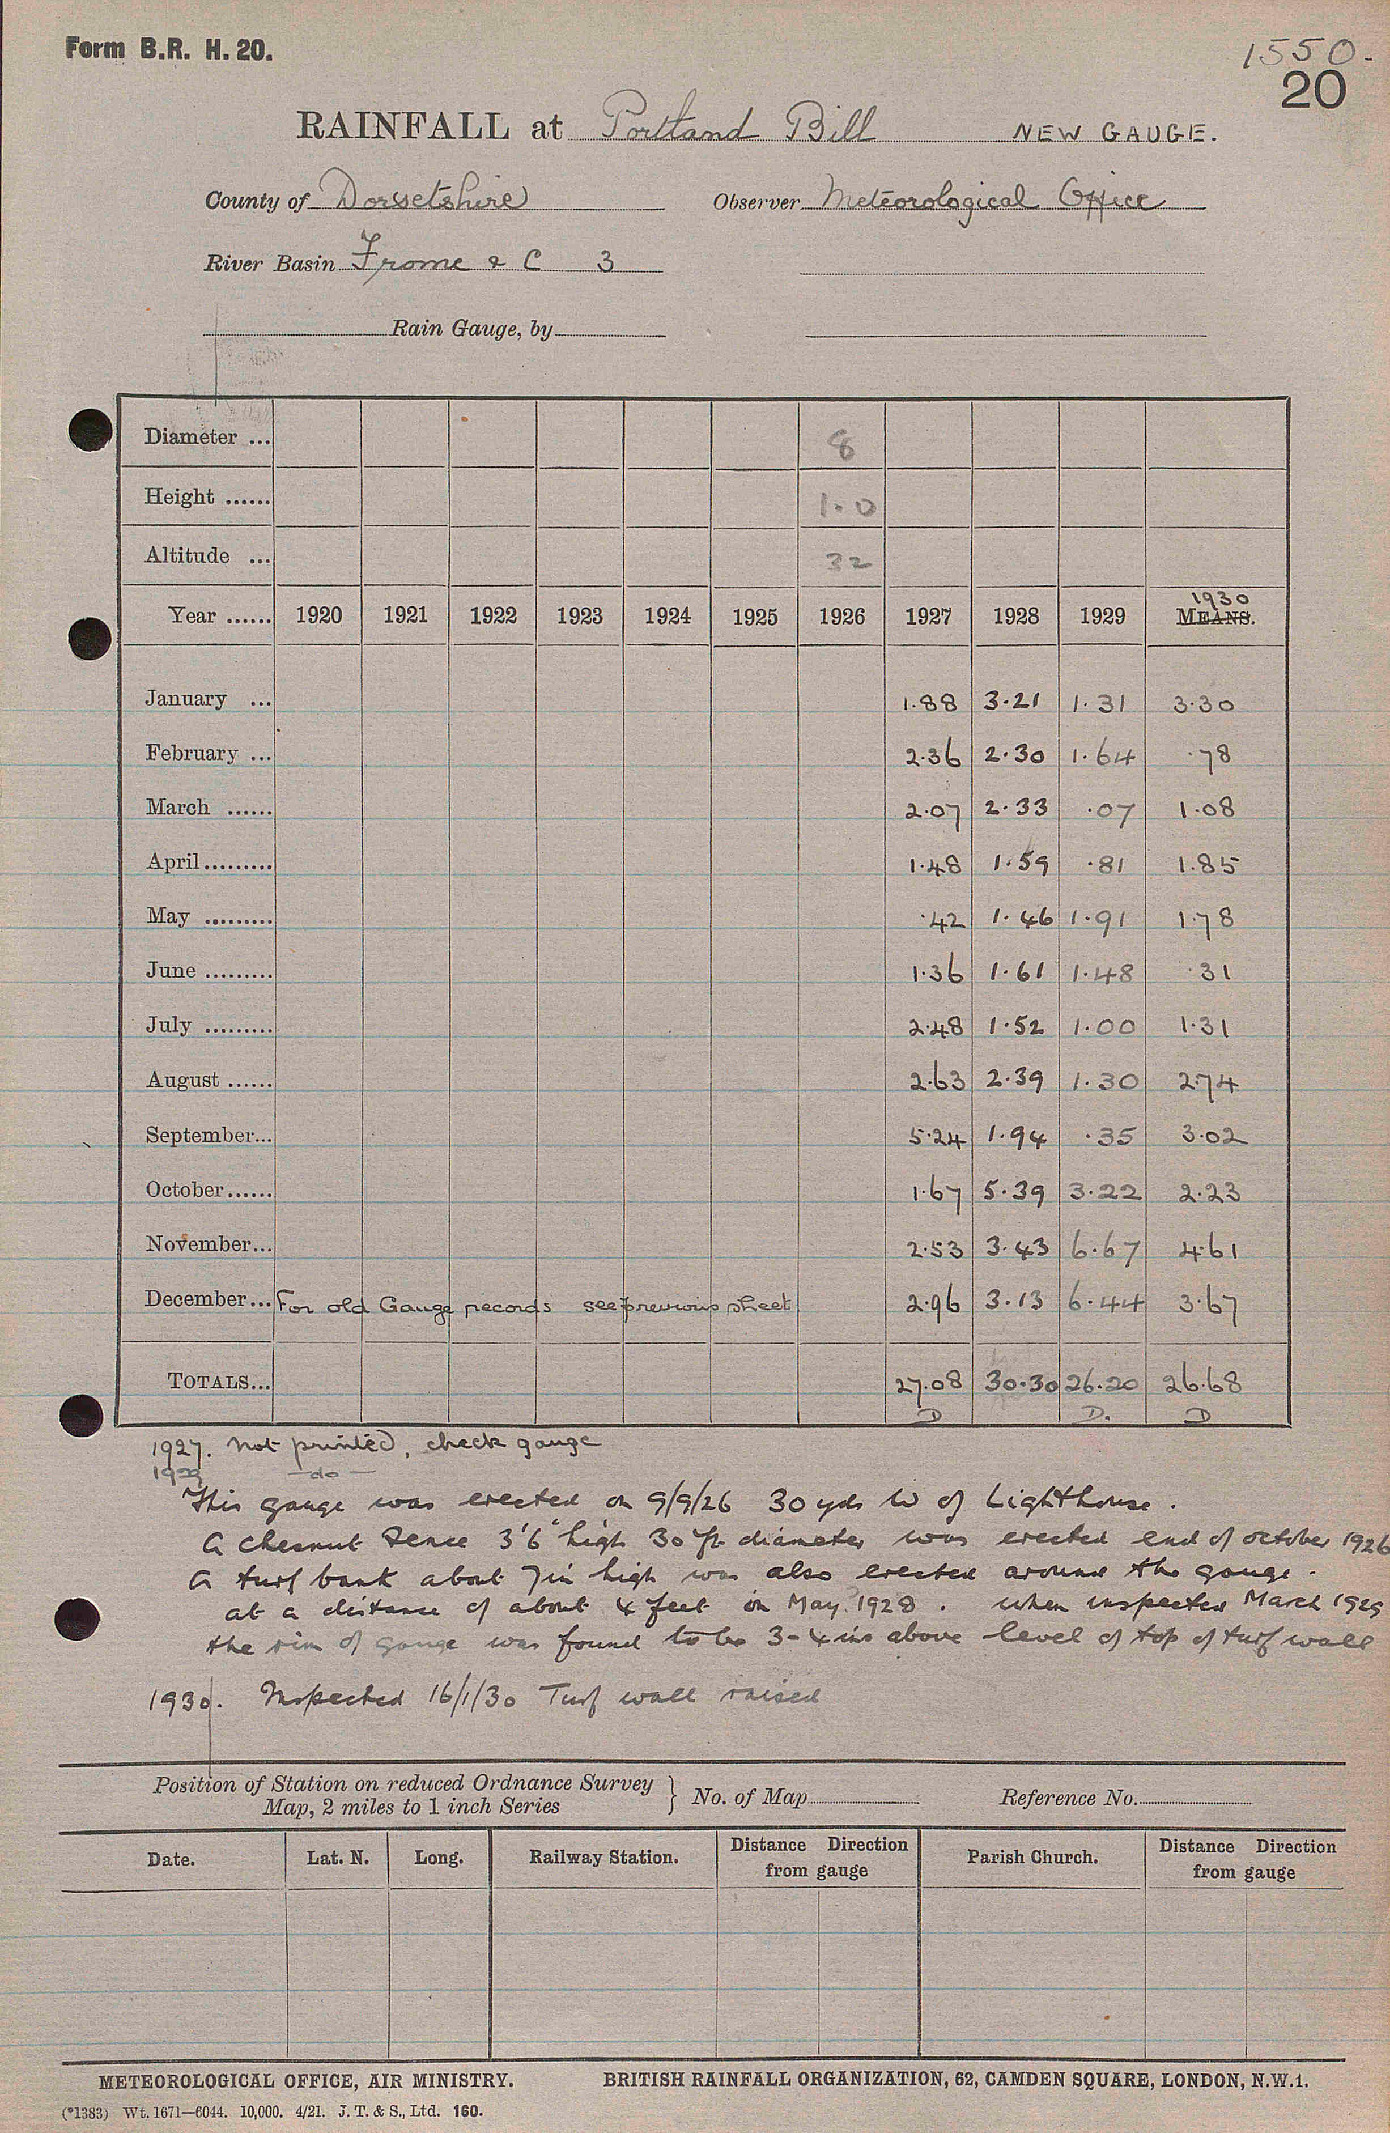 Form B.R. H. 20.
1550.
20
RAINFALL at Portland Bill NEW GAUGE.
County of Dorsetshire Observer Meteorological Office
River Basin Frome & C 3
Rain Gauge, by
Diameter ... 8
Height ...... 1.0
Altitude ... 32
1930
Year ...... 1920 1921 1922 1923 1924 1925 1926 1927 1928 1929 MEANS.
January ... 1.88 3.21 1.31 3.30
February ... 2.36 2.30 1.64 .78
March ...... 2.07 2.33 .07 1.08
April......... 1.48 1.59 .81 1.85
May ......... .42 1.46 1.91 1.78
June ......... 1.36 1.61 1.48 .31
July ......... 2.48 1.52 1.00 1.31
August ...... 2.63 2.39 1.30 2.74
September... 5.24 1.94 .35 3.02
October...... 1.67 5.39 3.22 2.23
November... 2.53 3.43 6.67 4.61
December... For old Gauge records see previous sheet 2.96 3.13 6.44 3.67
TOTALS... 27.08 30.30 26.20 26.68
D D. D
1927. not printed, check gauge
1929 — do —
This gauge was erected on 9/9/26 30 yds W of Lighthouse.
A chesnut fence 3'6" high 30 ft diameter was erected end of october 1926
A turf bank about 7in high was also erected around the gauge.
at a distance of about 4 feet in May 1928. when inspected March 1929
the rim of gauge was found to be 3-4 ins above level of top of turf wall
1930. Inspected 16/1/30 Turf wall raised
Position of Station on reduced Ordnance Survey
Map, 2 miles to 1 inch Series } No. of Map Reference No.
Date. Lat. N. Long. Railway Station. Distance Direction from gauge Parish Church. Distance Direction from gauge
METEOROLOGICAL OFFICE, AIR MINISTRY. BRITISH RAINFALL ORGANIZATION, 62, CAMDEN SQUARE, LONDON, N.W.1.
(*1383) Wt. 1671—6044. 10,000. 4/21. J. T. & S., Ltd. 160.